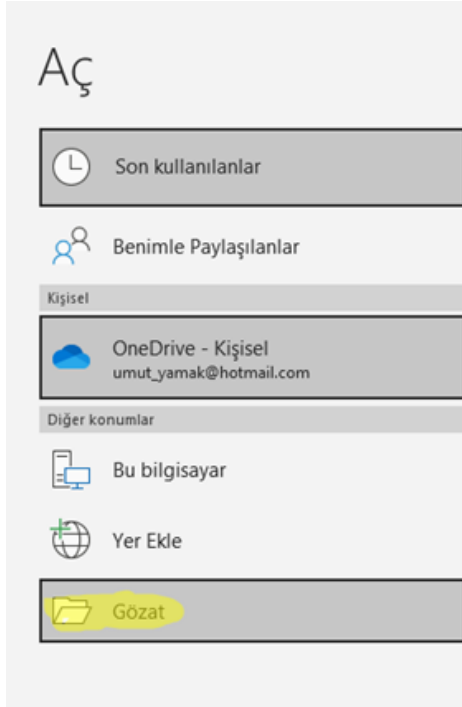 Aç
Son kullanılanlar
Benimle Paylaşılanlar
Kişisel
OneDrive - Kişisel
umut_yamak@hotmail.com
Diğer konumlar
Bu bilgisayar
Yer Ekle
Gözat